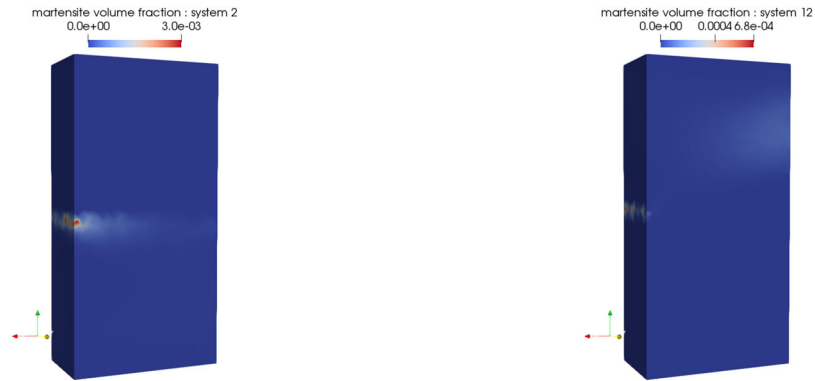 martensite volume fraction : system 2
0.0e+00 3.0e-03
martensite volume fraction : system 12
0.0e+00 0.0004 6.8e-04